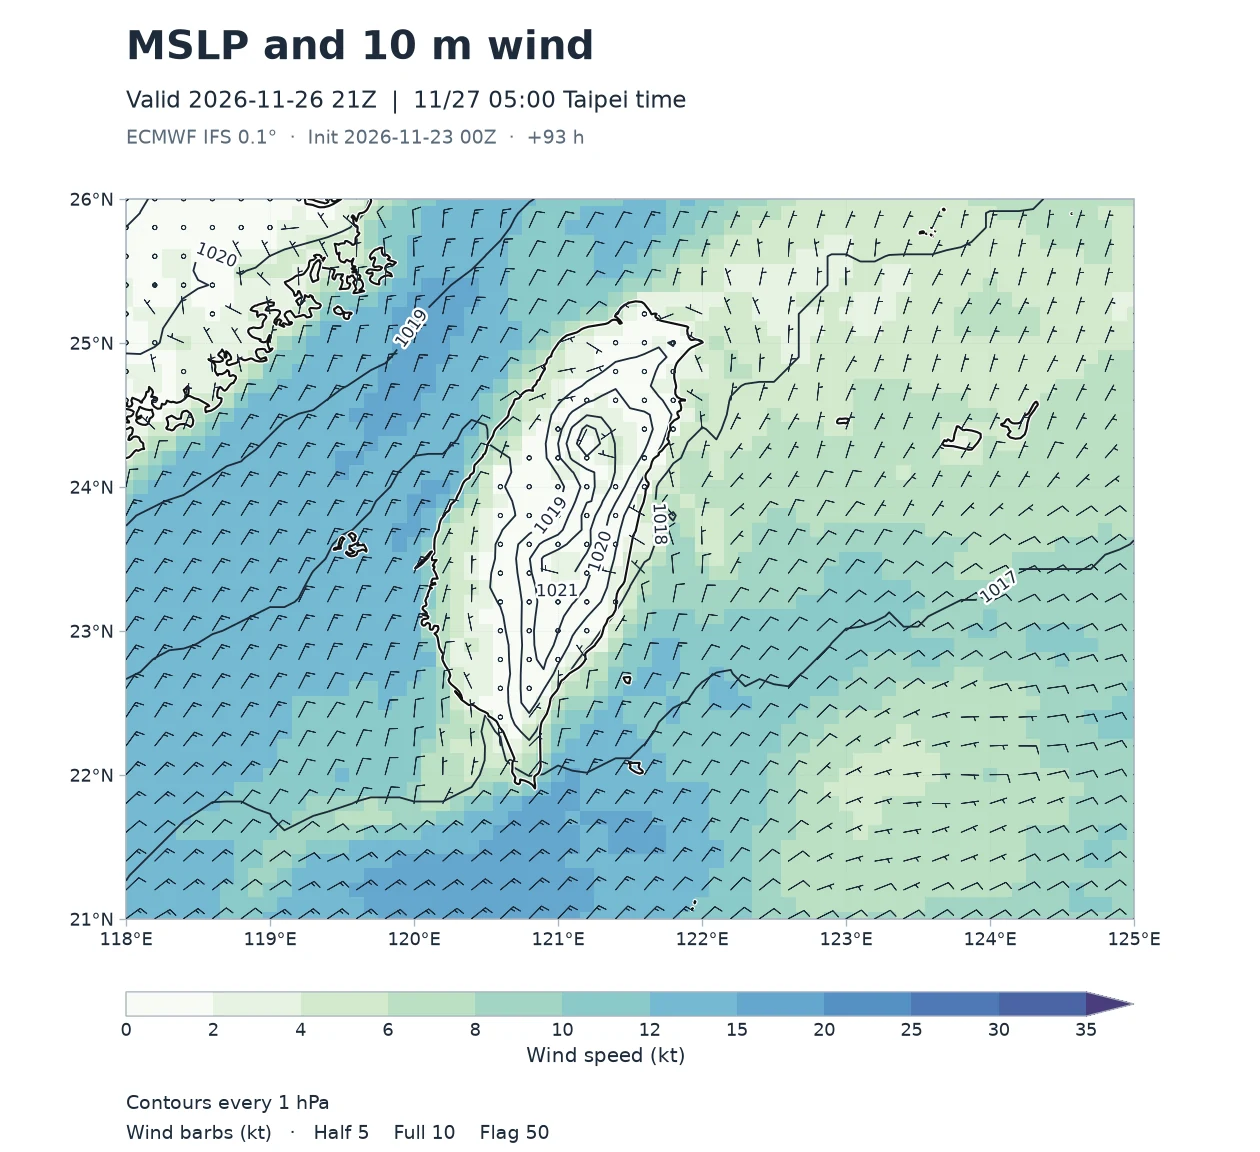 MSLP and 10 m wind
Valid 2026-11-26 21Z | 11/27 05:00 Taipei time
ECMWF IFS 0.1° · Init 2026-11-23 00Z · +93 h
26°N
25°N
24°N
23°N
22°N
21°N
1020
1019
1019
1020
1018
1021
1017
118°E 119°E 120°E 121°E 122°E 123°E 124°E 125°E
0 2 4 6 8 10 12 15 20 25 30 35
Wind speed (kt)
Contours every 1 hPa
Wind barbs (kt) · Half 5 Full 10 Flag 50